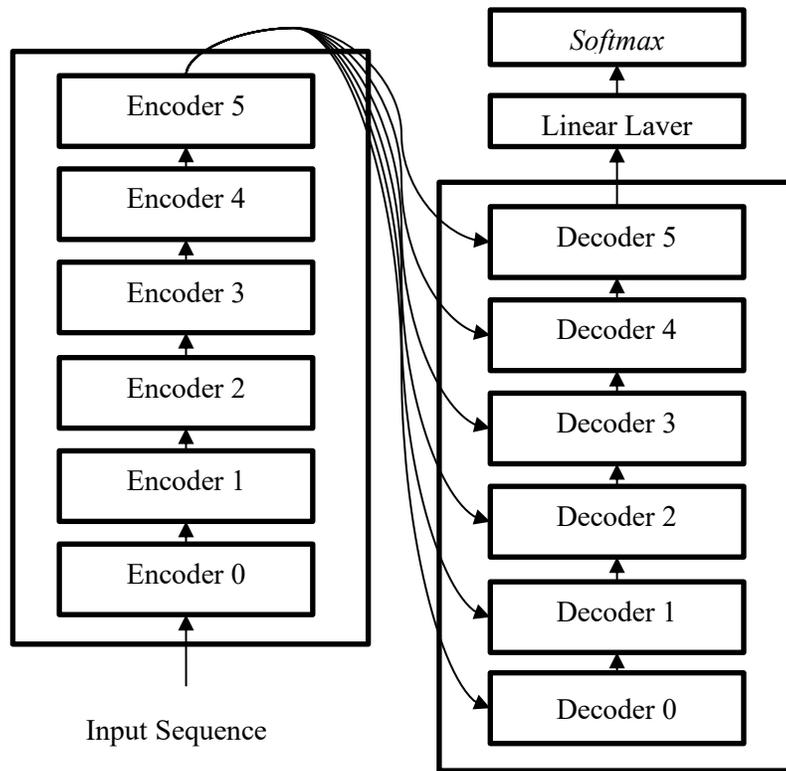 Encoder 5
Encoder 4
Encoder 3
Encoder 2
Encoder 1
Encoder 0
Input Sequence
Softmax
Linear Laver
Decoder 5
Decoder 4
Decoder 3
Decoder 2
Decoder 1
Decoder 0